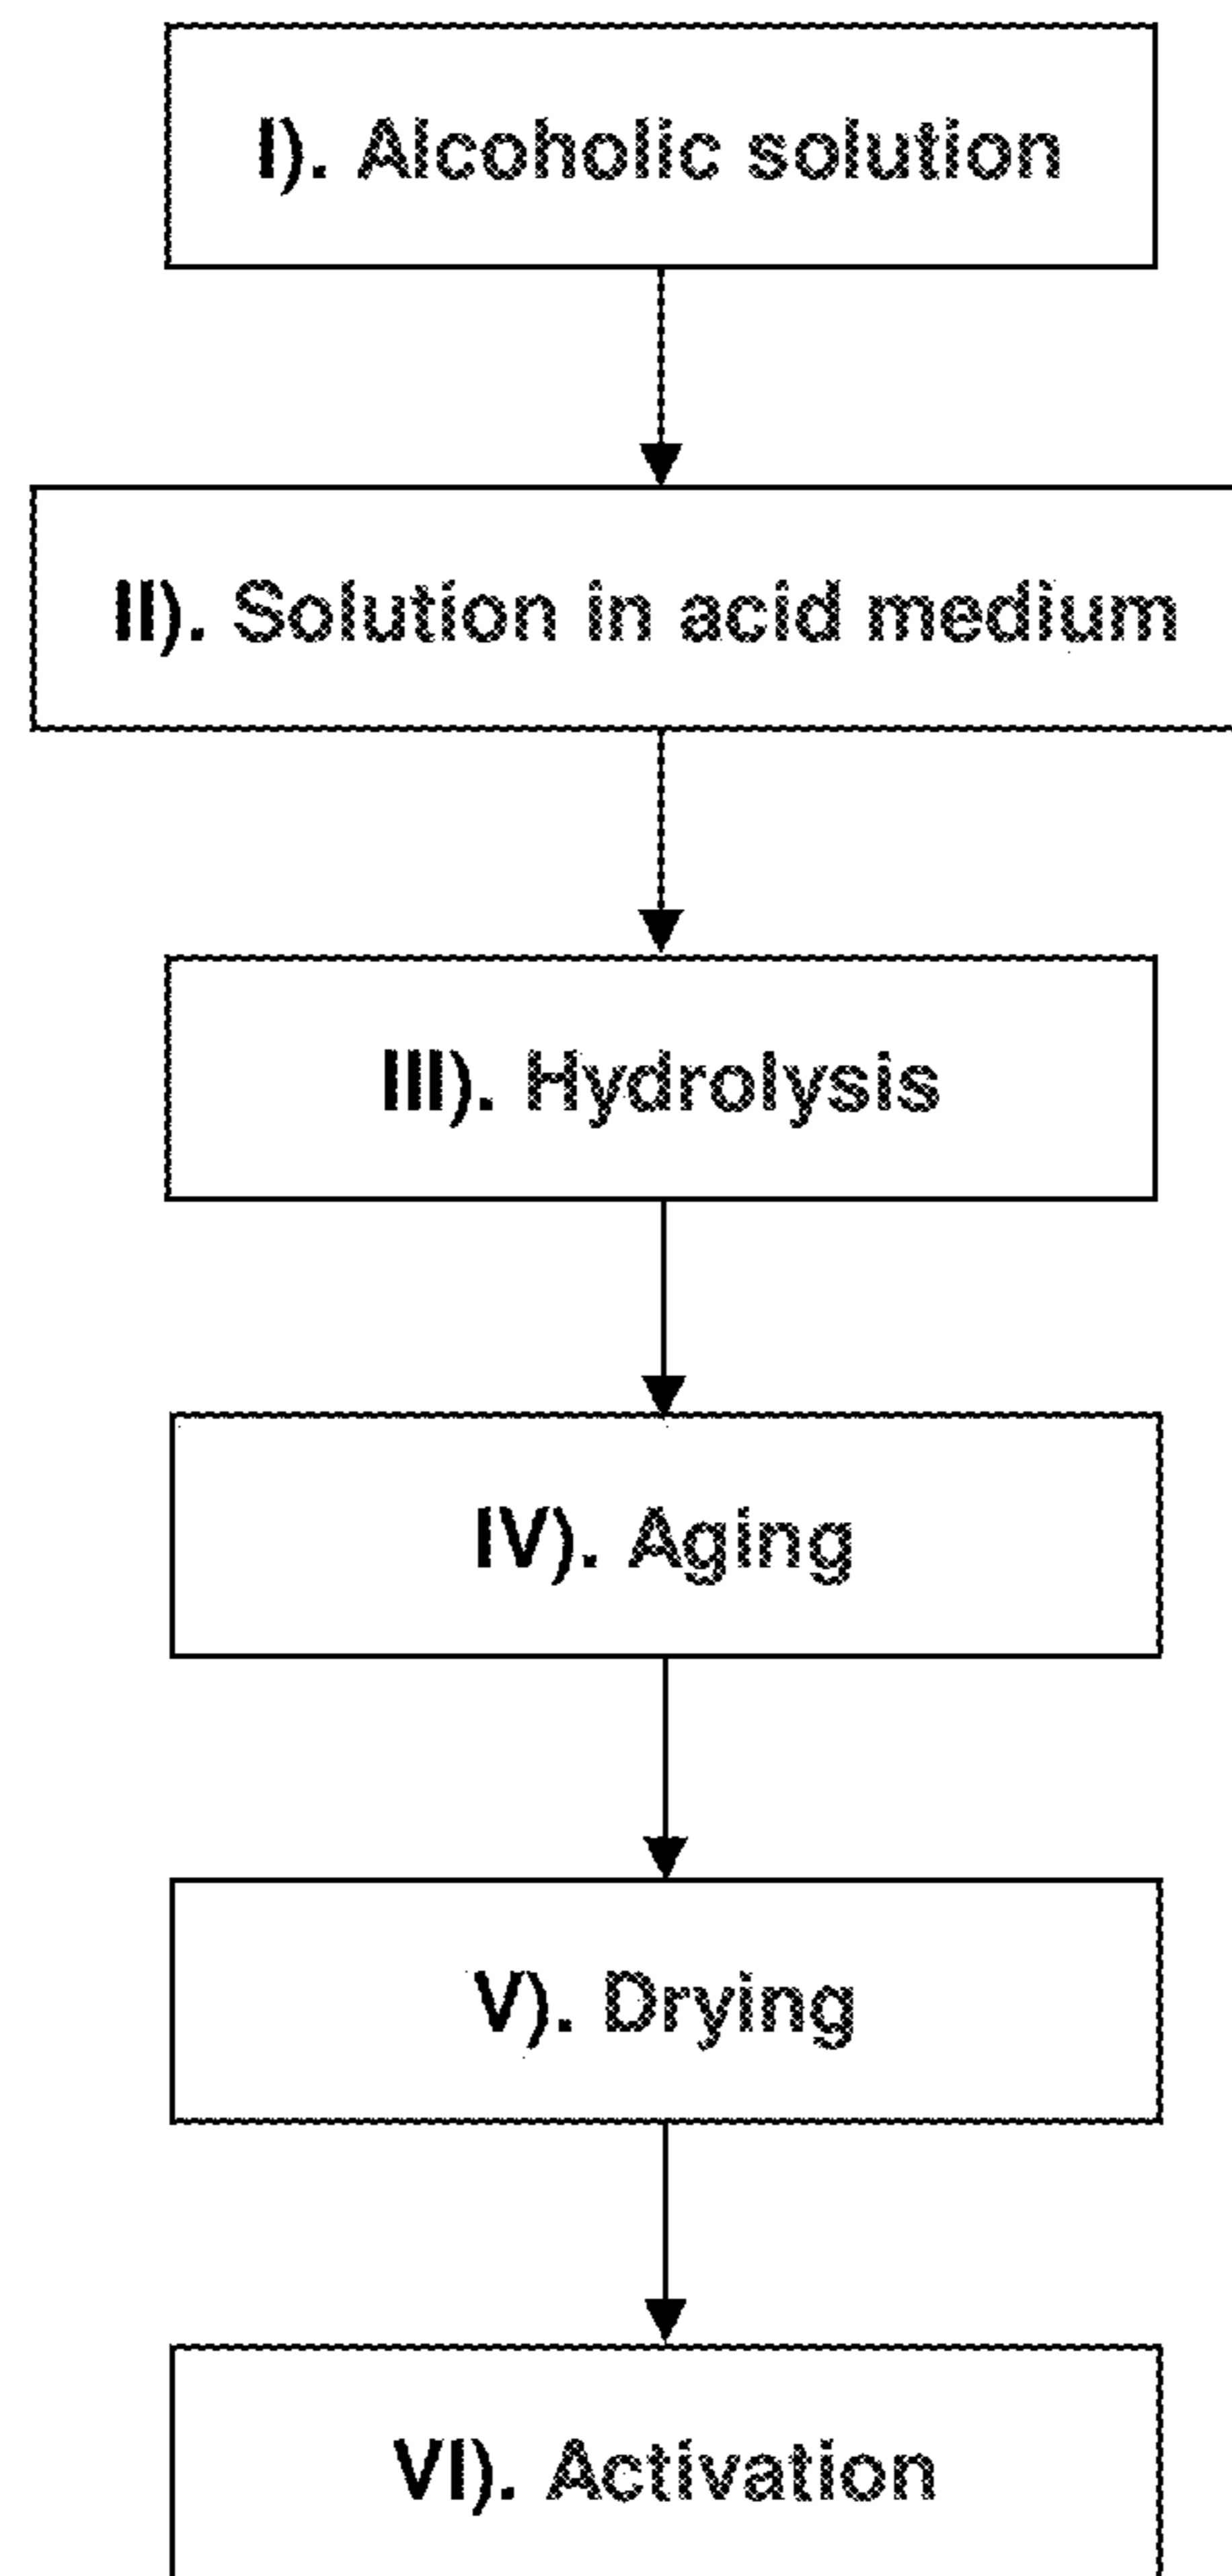 I). Alcoholic solution
II). Solution in acid medium
III). Hydrolysis
IV). Aging
V). Drying
VI). Activation